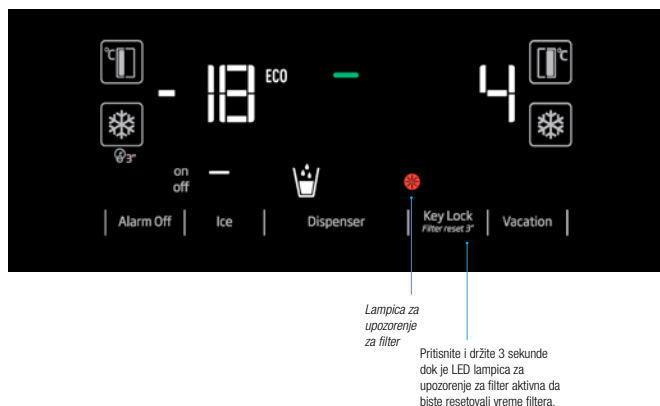 °C °C
- 18 ECO 4
3"
on
off
Alarm Off Ice Dispenser Key Lock Vacation
Filter reset 3"
Lampica za
upozorenje
za filter
Pritisnite i držite 3 sekunde
dok je LED lampica za
upozorenje za filter aktivna da
biste resetovali vreme filtera.